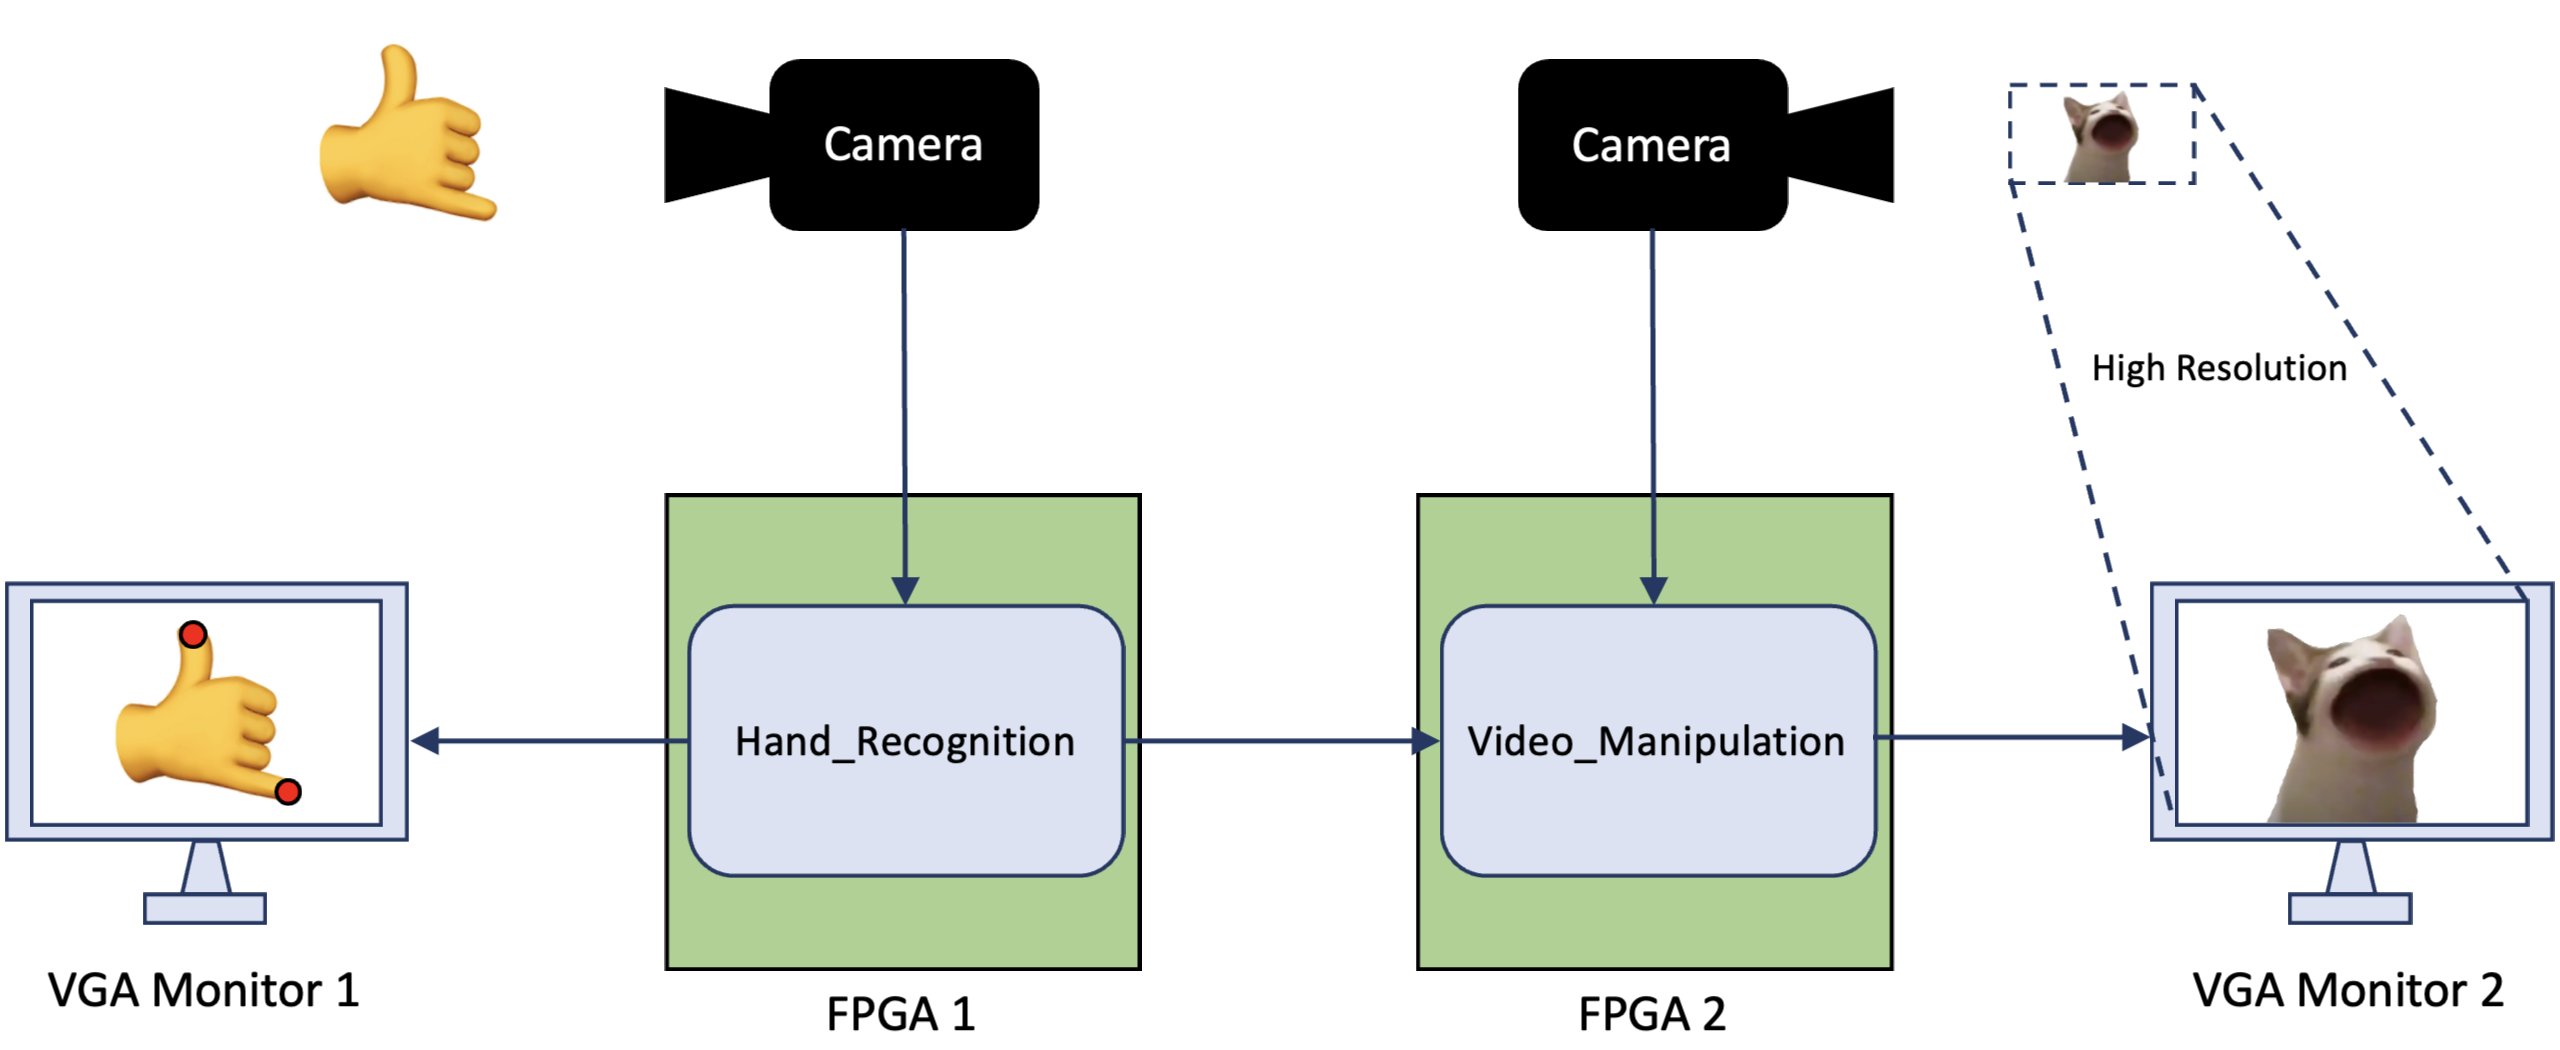 Camera
Camera
High Resolution
Hand_Recognition
Video_Manipulation
VGA Monitor 1
FPGA 1
FPGA 2
VGA Monitor 2